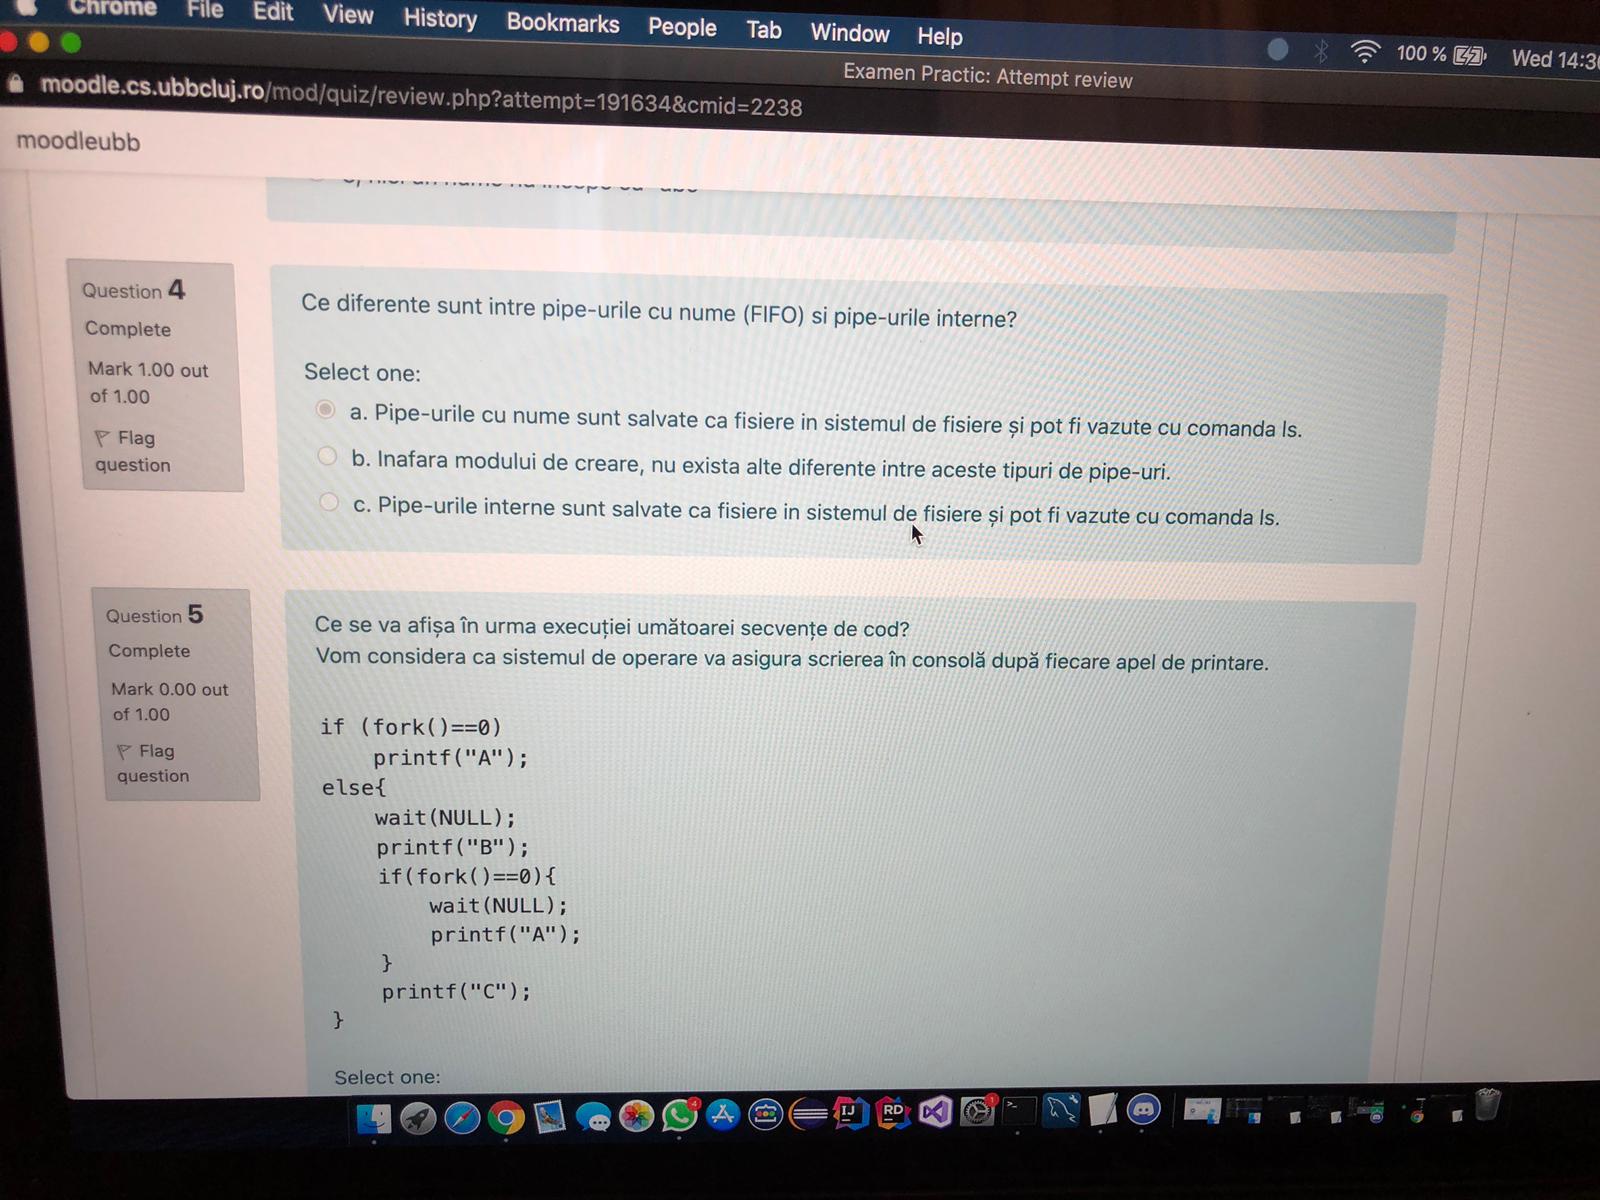 Chrome File Edit View History Bookmarks People Tab Window Help 100 % Wed 14:3
Examen Practic: Attempt review
moodle.cs.ubbcluj.ro/mod/quiz/review.php?attempt=191634&cmid=2238
moodleubb
Question 4
Complete
Mark 1.00 out
of 1.00
Flag
question
Ce diferente sunt intre pipe-urile cu nume (FIFO) si pipe-urile interne?
Select one:
a. Pipe-urile cu nume sunt salvate ca fisiere in sistemul de fisiere și pot fi vazute cu comanda ls.
b. Inafara modului de creare, nu exista alte diferente intre aceste tipuri de pipe-uri.
c. Pipe-urile interne sunt salvate ca fisiere in sistemul de fisiere și pot fi vazute cu comanda ls.
Question 5
Complete
Mark 0.00 out
of 1.00
Flag
question
Ce se va afișa în urma execuției umătoarei secvențe de cod?
Vom considera ca sistemul de operare va asigura scrierea în consolă după fiecare apel de printare.
if (fork()==0)
printf("A");
else{
wait(NULL);
printf("B");
if(fork()==0){
wait(NULL);
printf("A");
}
printf("C");
}
Select one:
4
IJ
RD
1